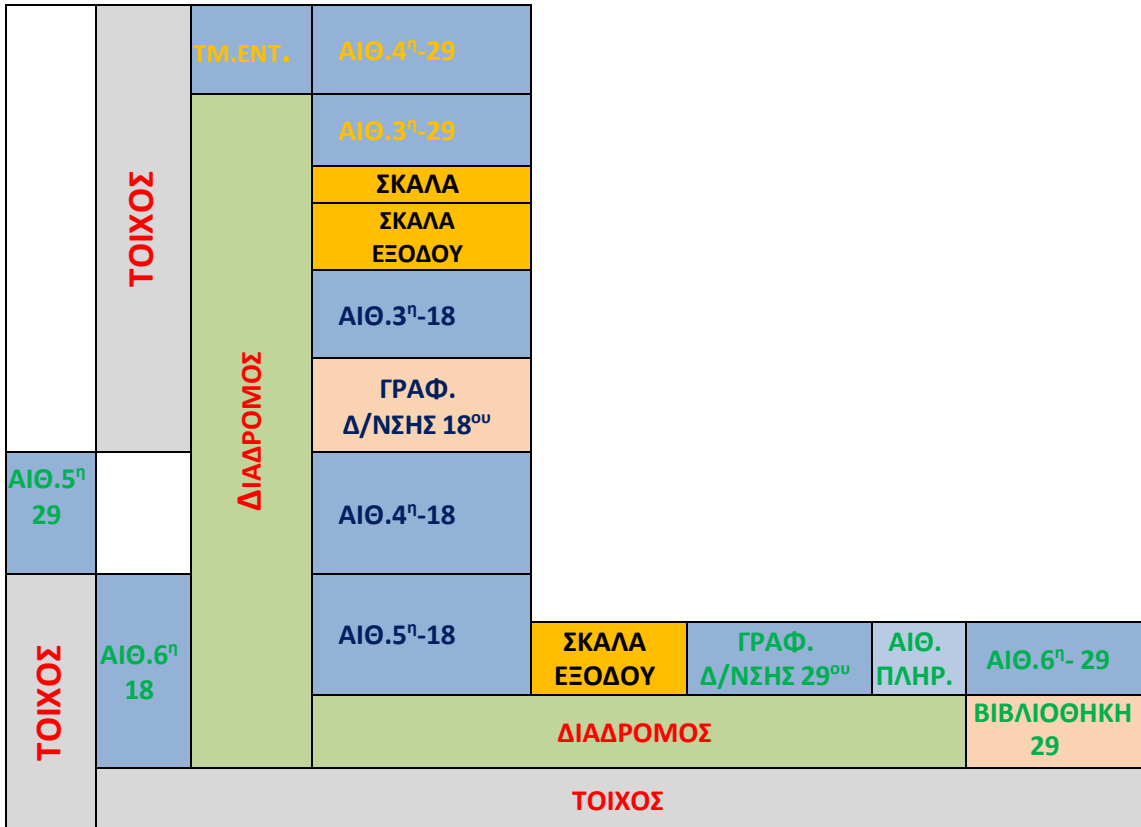 ΤΜ.ΕΝΤ.
ΑΙΘ.4η-29
ΑΙΘ.3η-29
ΤΟΙΧΟΣ
ΣΚΑΛΑ
ΣΚΑΛΑ
ΕΞΟΔΟΥ
ΑΙΘ.3η-18
ΔΙΑΔΡΟΜΟΣ
ΓΡΑΦ.
Δ/ΝΣΗΣ 18ου
ΑΙΘ.5η
29
ΑΙΘ.4η-18
ΤΟΙΧΟΣ
ΑΙΘ.6η
18
ΑΙΘ.5η-18
ΣΚΑΛΑ
ΕΞΟΔΟΥ
ΓΡΑΦ.
Δ/ΝΣΗΣ 29ου
ΑΙΘ.
ΠΛΗΡ.
ΑΙΘ.6η- 29
ΔΙΑΔΡΟΜΟΣ
ΒΙΒΛΙΟΘΗΚΗ
29
ΤΟΙΧΟΣ